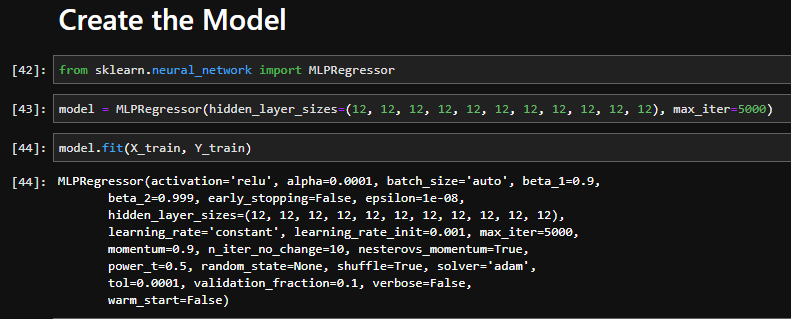 Create the Model
[42]: from sklearn.neural_network import MLPRegressor
[43]: model = MLPRegressor(hidden_layer_sizes=(12, 12, 12, 12, 12, 12, 12, 12, 12, 12, 12), max_iter=5000)
[44]: model.fit(X_train, Y_train)
[44]: MLPRegressor(activation='relu', alpha=0.0001, batch_size='auto', beta_1=0.9,
beta_2=0.999, early_stopping=False, epsilon=1e-08,
hidden_layer_sizes=(12, 12, 12, 12, 12, 12, 12, 12, 12, 12, 12),
learning_rate='constant', learning_rate_init=0.001, max_iter=5000,
momentum=0.9, n_iter_no_change=10, nesterovs_momentum=True,
power_t=0.5, random_state=None, shuffle=True, solver='adam',
tol=0.0001, validation_fraction=0.1, verbose=False,
warm_start=False)